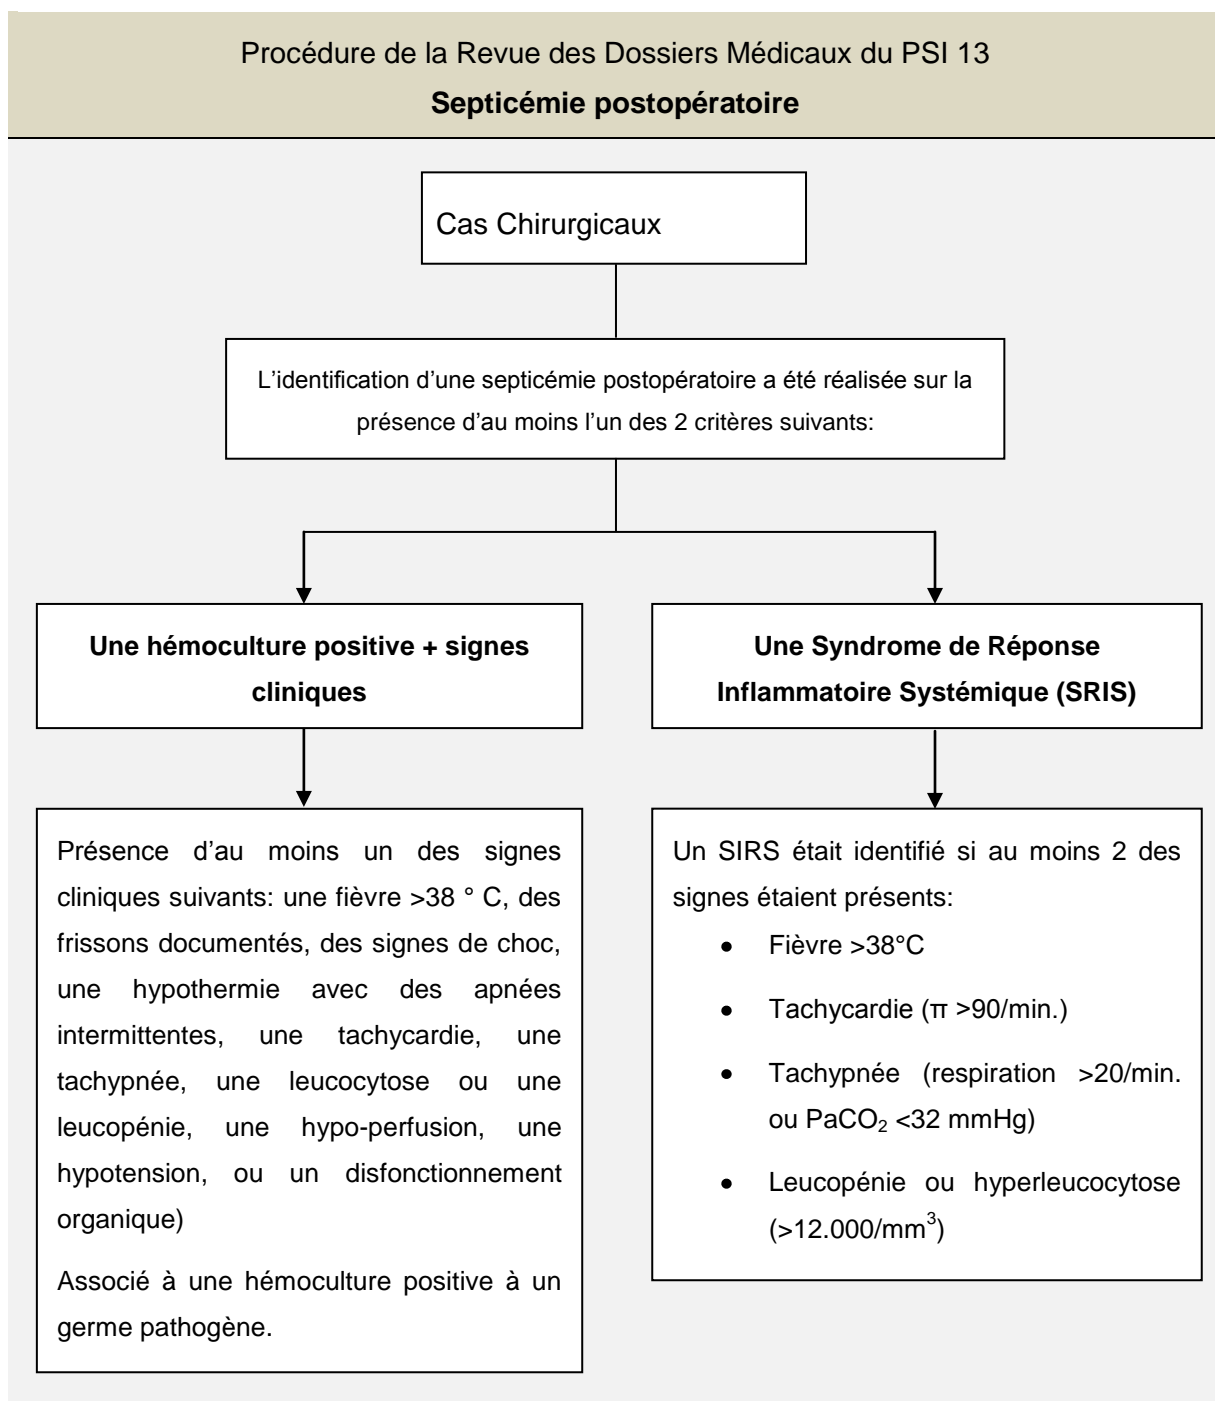 Procédure de la Revue des Dossiers Médicaux du PSI 13
Septicémie postopératoire
Cas Chirurgicaux
L’identification d’une septicémie postopératoire a été réalisée sur la
présence d’au moins l’un des 2 critères suivants:
Une hémoculture positive + signes
cliniques
Une Syndrome de Réponse
Inflammatoire Systémique (SRIS)
Présence d’au moins un des signes
cliniques suivants: une fièvre >38 ° C, des
frissons documentés, des signes de choc,
une hypothermie avec des apnées
intermittentes, une tachycardie, une
tachypnée, une leucocytose ou une
leucopénie, une hypo-perfusion, une
hypotension, ou un disfonctionnement
organique)
Associé à une hémoculture positive à un
germe pathogène.
Un SIRS était identifié si au moins 2 des
signes étaient présents:
• Fièvre >38°C
• Tachycardie (π >90/min.)
• Tachypnée (respiration >20/min.
ou PaCO₂ <32 mmHg)
• Leucopénie ou hyperleucocytose
(>12.000/mm³)